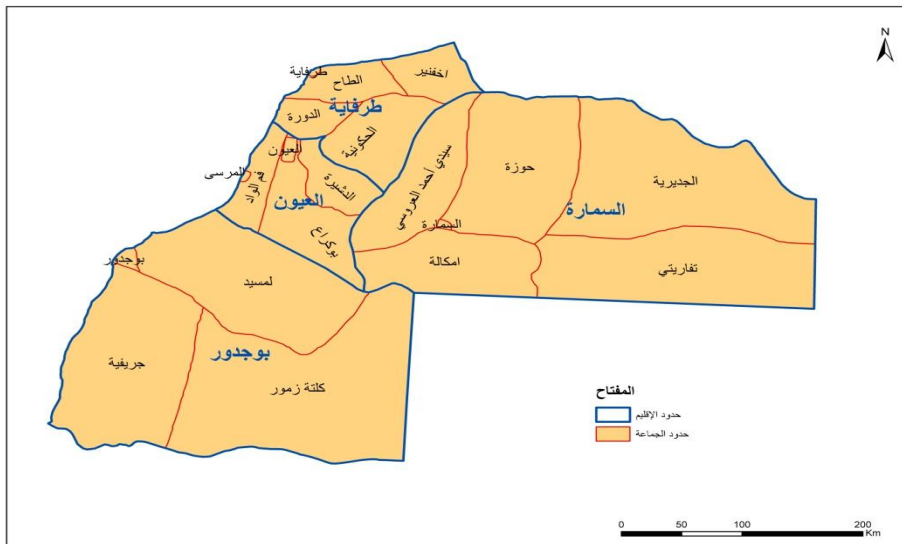 N
اخفنير
طرفاية
الطاح
طرفاية
الدورة
الحكونية
العيون
المرسى
فم الواد
الدشيرة
العيون
بوكراع
سيدي أحمد العروسي
حوزة
الجديرية
السمارة
السمارة
امكالة
تفاريتي
بوجدور
لمسيد
بوجدور
جريفية
كلتة زمور
المفتاح
حدود الإقليم
حدود الجماعة
0 50 100 200
Km